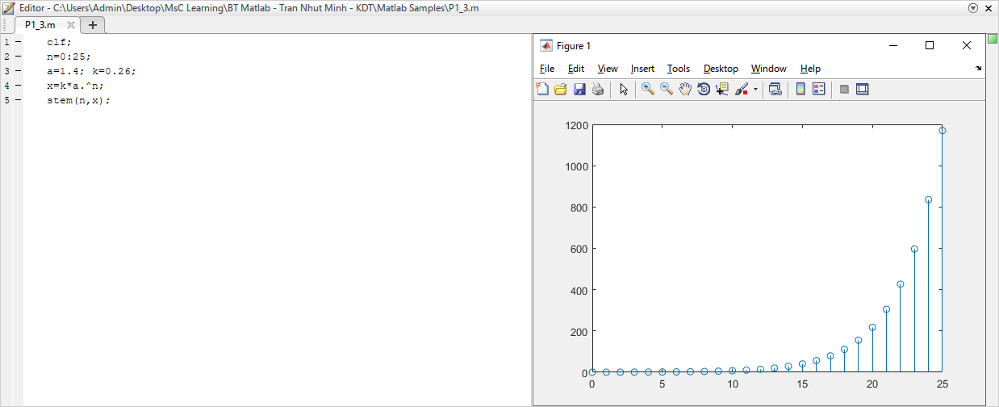 Editor - C:\Users\Admin\Desktop\MsC Learning\BT Matlab - Tran Nhut Minh - KDT\Matlab Samples\P1_3.m
P1_3.m
1 clf;
2 n=0:25;
3 a=1.4; k=0.26;
4 x=k*a.^n;
5 stem(n,x);
Figure 1
File Edit View Insert Tools Desktop Window Help
1200
1000
800
600
400
200
0
0 5 10 15 20 25